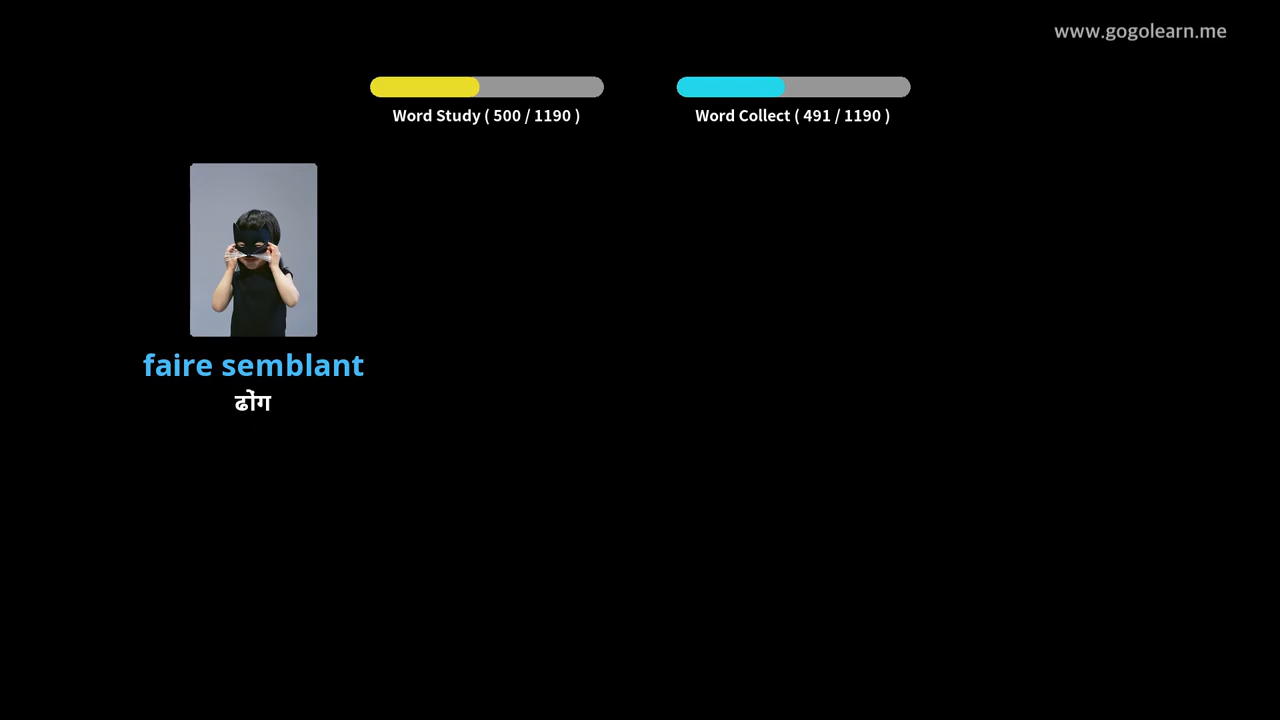 www.gogolearn.me
Word Study ( 500 / 1190 )
Word Collect ( 491 / 1190 )
faire semblant
ढोंग